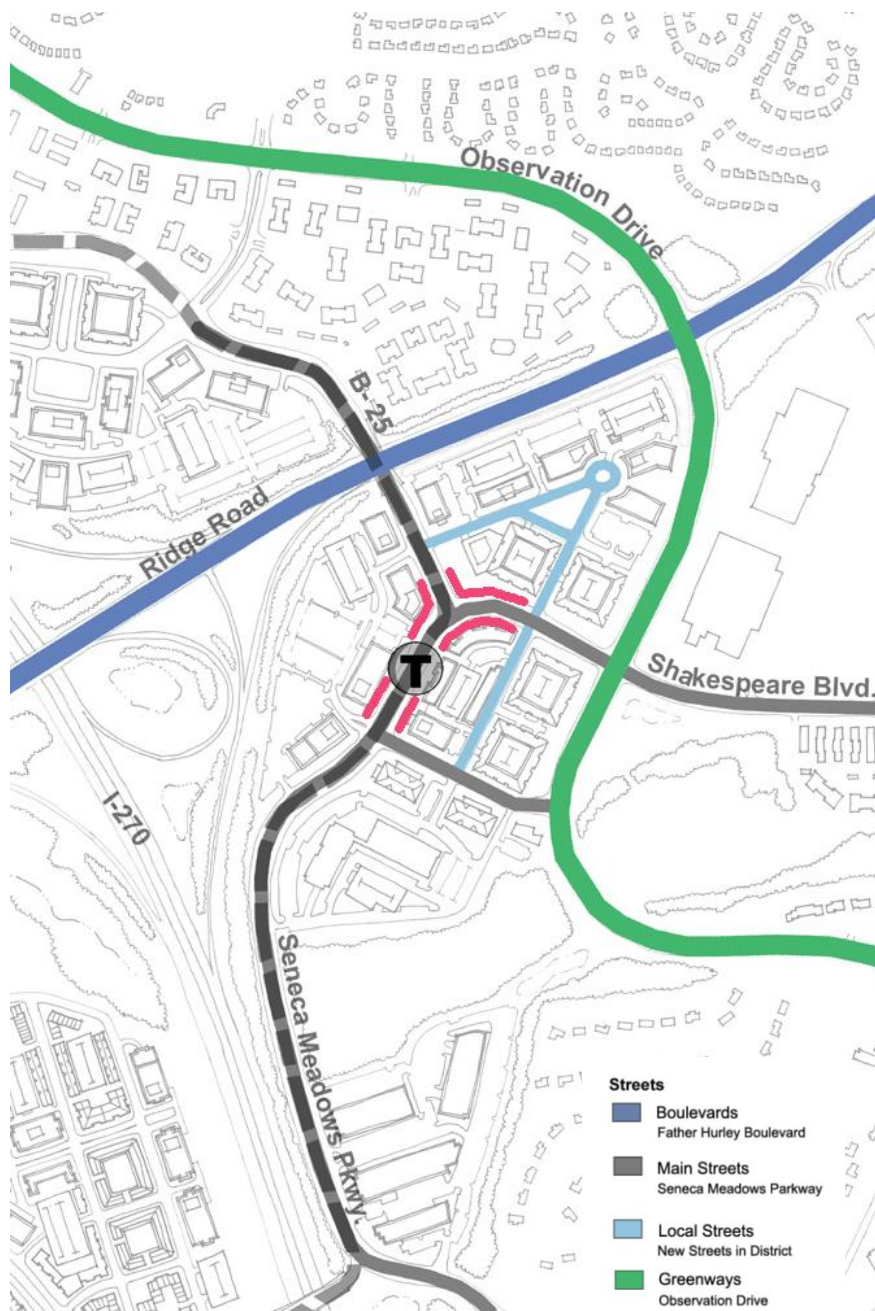 Observation Drive
B-25
Ridge Road
T
Shakespeare Blvd.
I-270
Seneca Meadows Pkwy.
Streets
Boulevards
Father Hurley Boulevard
Main Streets
Seneca Meadows Parkway
Local Streets
New Streets in District
Greenways
Observation Drive